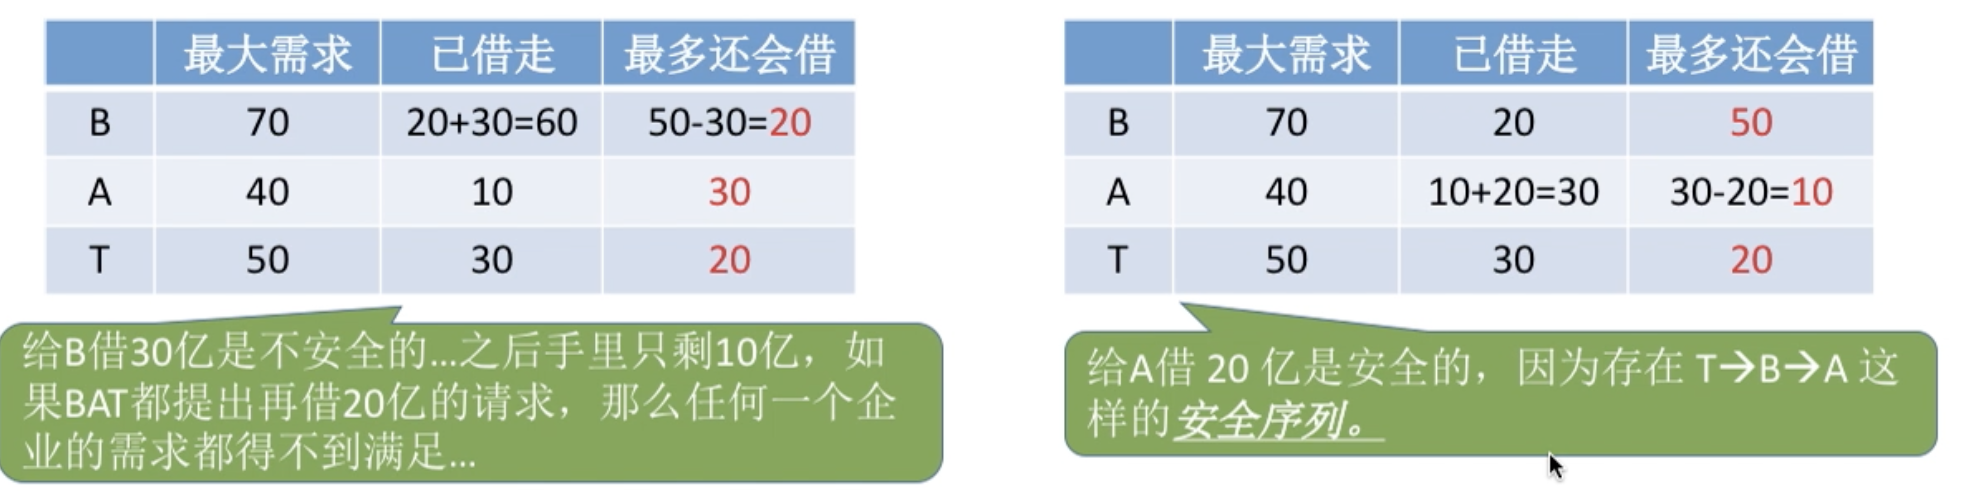 最大需求 已借走 最多还会借
B 70 20+30=60 50-30=20
A 40 10 30
T 50 30 20
给B借30亿是不安全的...之后手里只剩10亿，如
果BAT都提出再借20亿的请求，那么任何一个企
业的需求都得不到满足...
最大需求 已借走 最多还会借
B 70 20 50
A 40 10+20=30 30-20=10
T 50 30 20
给A借 20 亿是安全的，因为存在 T→B→A 这
样的安全序列。